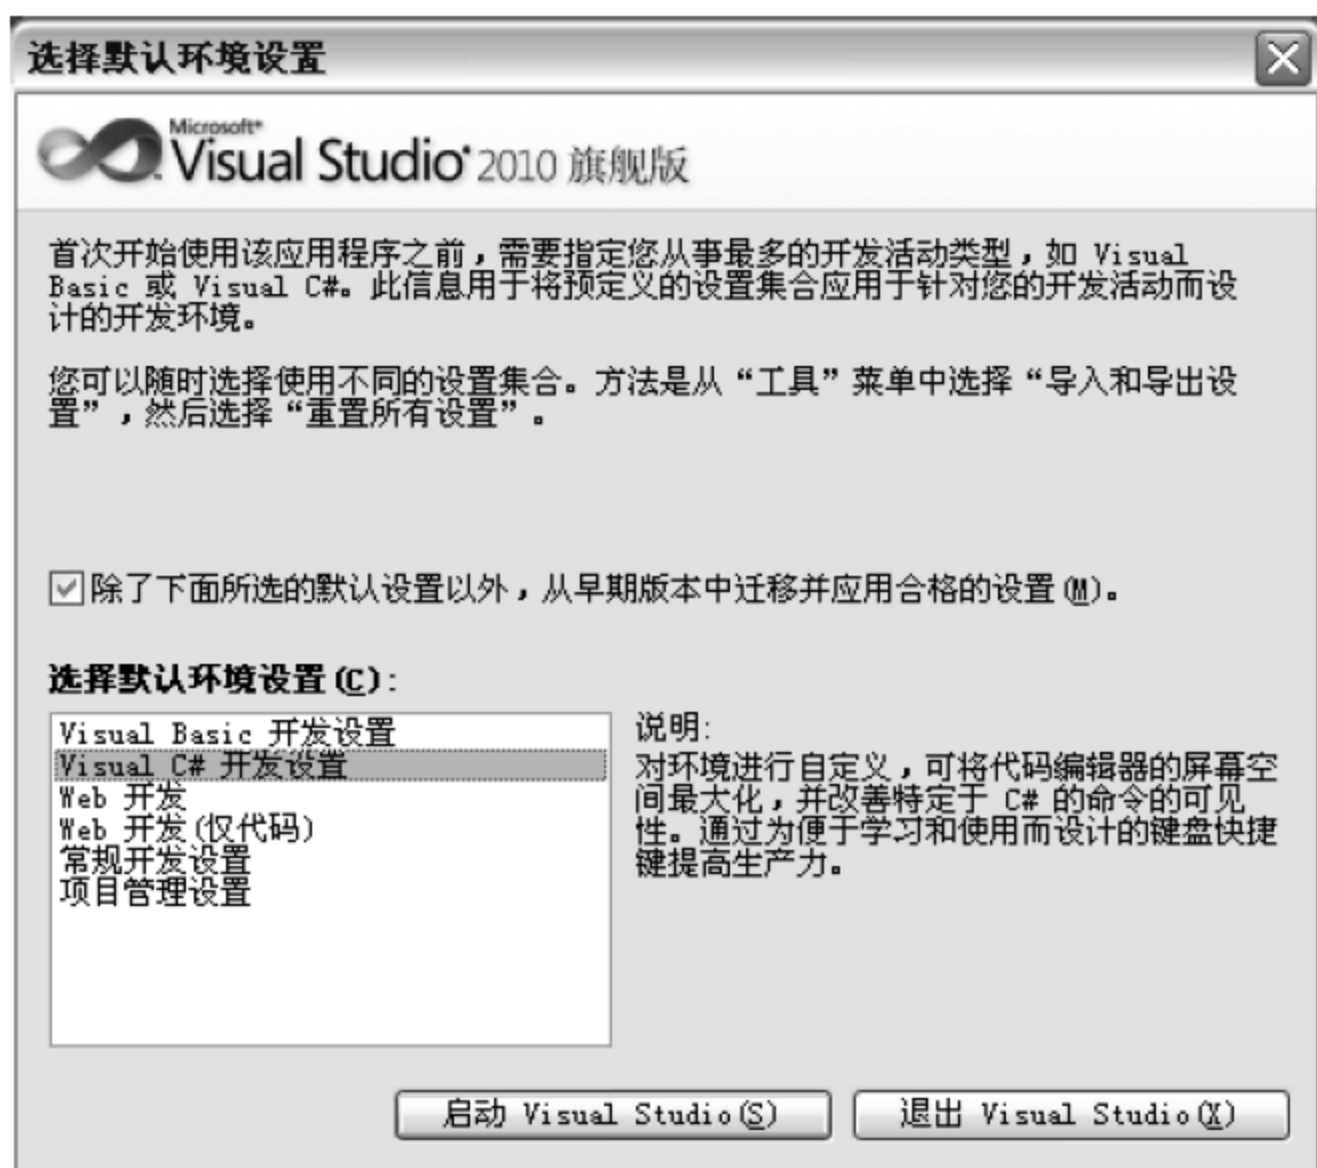 选择默认环境设置
Microsoft®
Visual Studio® 2010 旗舰版
首次开始使用该应用程序之前，需要指定您从事最多的开发活动类型，如 Visual
Basic 或 Visual C#。此信息用于将预定义的设置集合应用于针对您的开发活动而设
计的开发环境。
您可以随时选择使用不同的设置集合。方法是从“工具”菜单中选择“导入和导出设
置”，然后选择“重置所有设置”。
除了下面所选的默认设置以外，从早期版本中迁移并应用合格的设置(M)。
选择默认环境设置(C)：
Visual Basic 开发设置
Visual C# 开发设置
Web 开发
Web 开发(仅代码)
常规开发设置
项目管理设置
说明:
对环境进行自定义，可将代码编辑器的屏幕空
间最大化，并改善特定于 C# 的命令的可见
性。通过为便于学习和使用而设计的键盘快捷
键提高生产力。
启动 Visual Studio(S)
退出 Visual Studio(X)